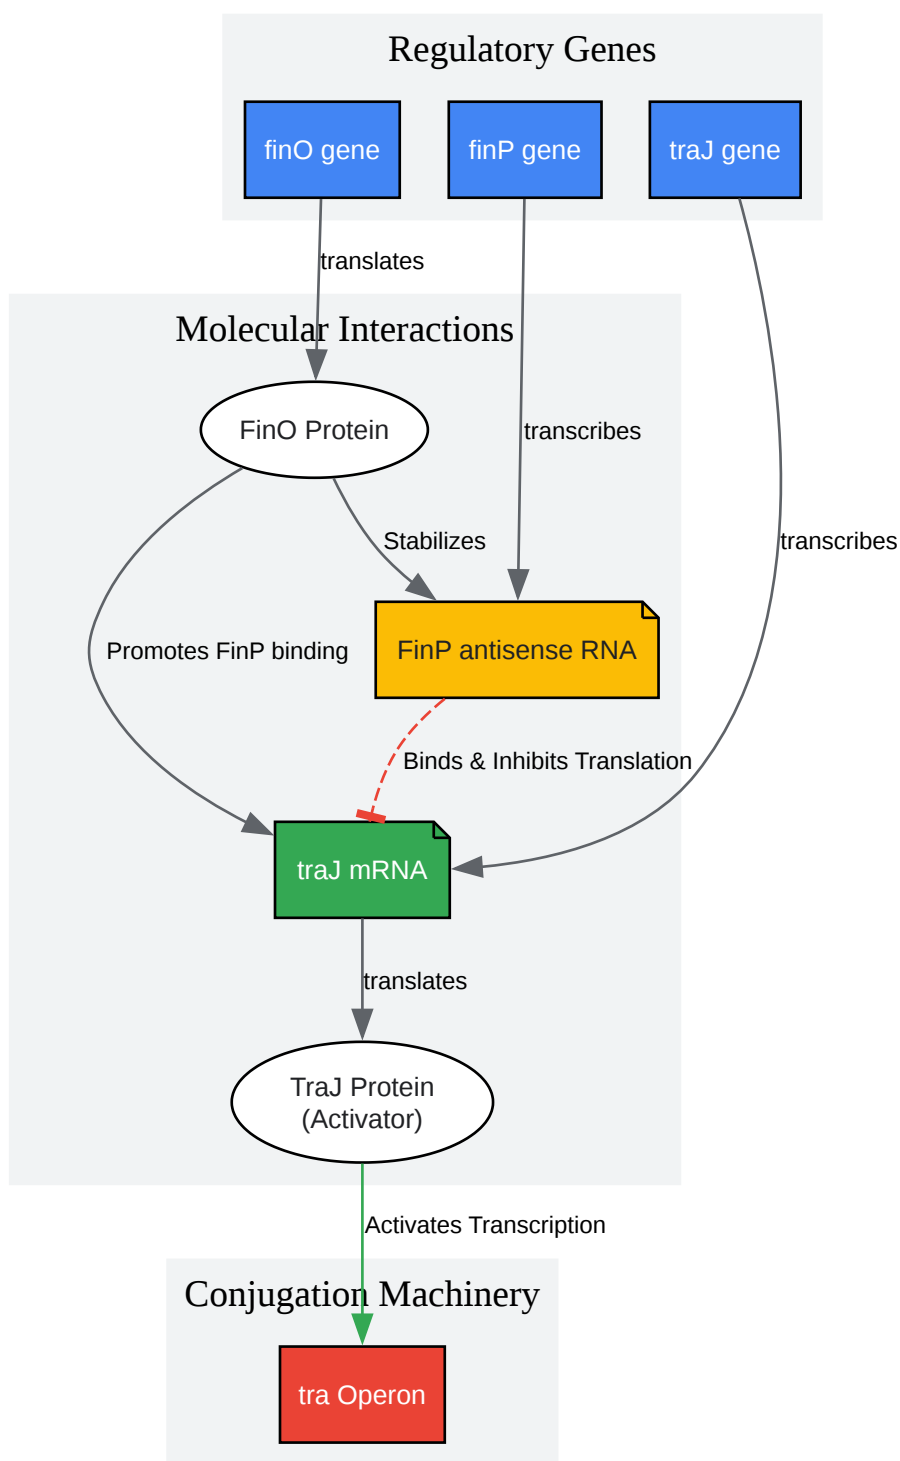 Regulatory Genes
finO gene
finP gene
traJ gene
translates
Molecular Interactions
FinO Protein
transcribes
Stabilizes
transcribes
Promotes FinP binding
FinP antisense RNA
Binds & Inhibits Translation
traJ mRNA
translates
TraJ Protein
(Activator)
Activates Transcription
Conjugation Machinery
tra Operon